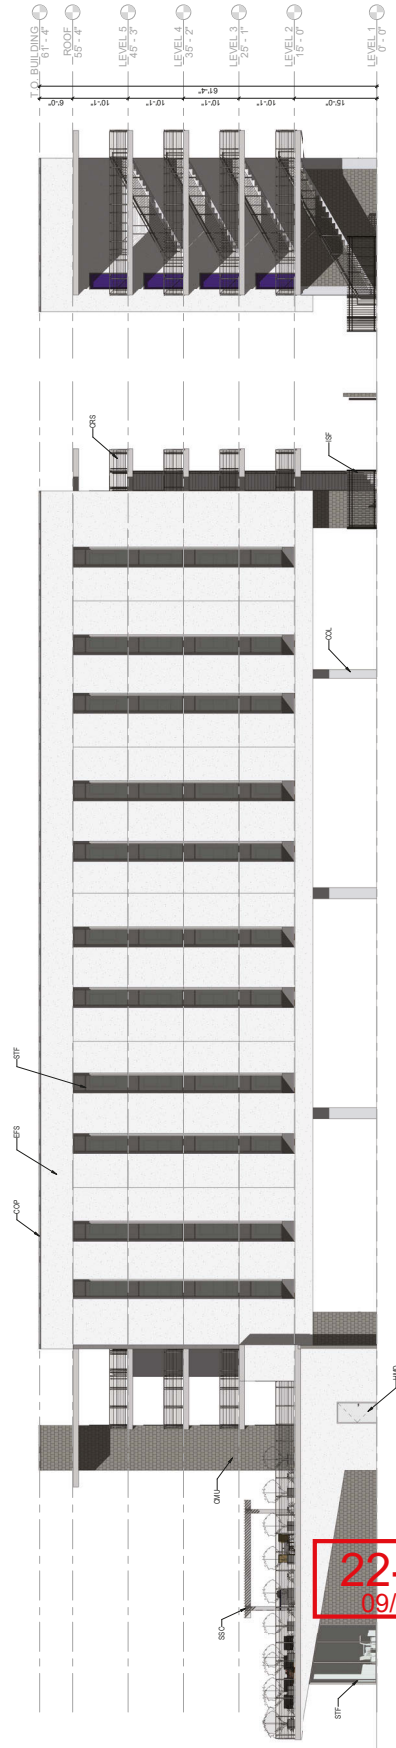 T.O. BUILDING
61' - 4"
ROOF
55' - 4"
LEVEL 5
45' - 3"
LEVEL 4
35' - 2"
LEVEL 3
25' - 1"
LEVEL 2
15' - 0"
LEVEL 1
0' - 0"
6'-0"
10'-1"
10'-1"
10'-1"
10'-1"
15'-0"
61'-4"
CRS
ISF
COL
STF
EFS
COP
HMD
CMU
SSC
STF
22-
09/